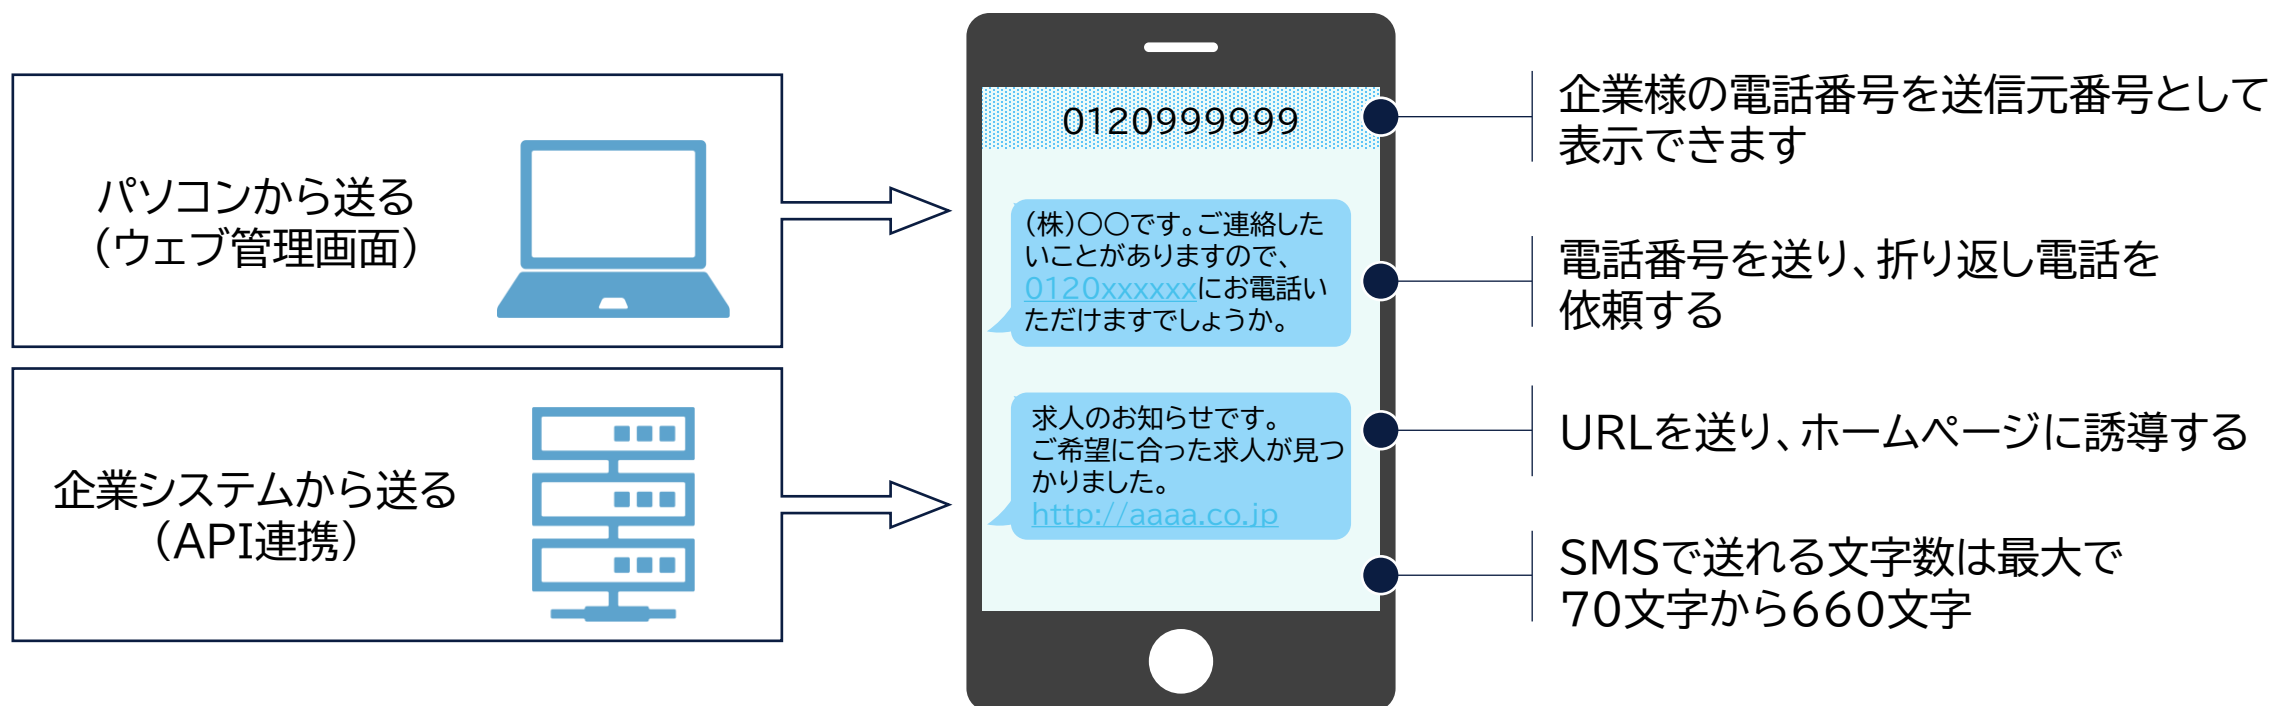 パソコンから送る
（ウェブ管理画面）
企業システムから送る
（API連携）
0120999999
(株)〇〇です。ご連絡した
いことがありますので、
0120xxxxxxにお電話い
ただけますでしょうか。
求人のお知らせです。
ご希望に合った求人が見つ
かりました。
http://aaaa.co.jp
企業様の電話番号を送信元番号として
表示できます
電話番号を送り、折り返し電話を
依頼する
URLを送り、ホームページに誘導する
SMSで送れる文字数は最大で
70文字から660文字